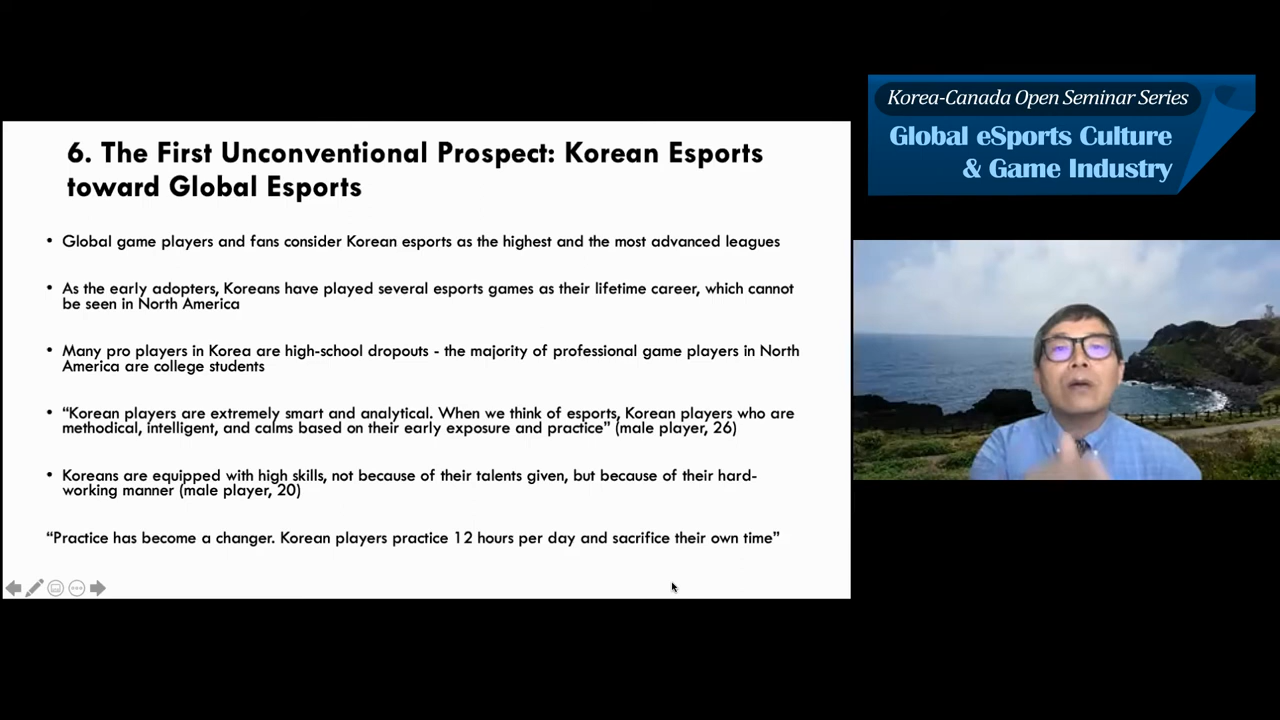 6. The First Unconventional Prospect: Korean Esports
toward Global Esports
• Global game players and fans consider Korean esports as the highest and the most advanced leagues
• As the early adopters, Koreans have played several esports games as their lifetime career, which cannot
be seen in North America
• Many pro players in Korea are high-school dropouts - the majority of professional game players in North
America are college students
• “Korean players are extremely smart and analytical. When we think of esports, Korean players who are
methodical, intelligent, and calms based on their early exposure and practice” (male player, 26)
• Koreans are equipped with high skills, not because of their talents given, but because of their hard-
working manner (male player, 20)
“Practice has become a changer. Korean players practice 12 hours per day and sacrifice their own time”
Korea-Canada Open Seminar Series
Global eSports Culture
& Game Industry